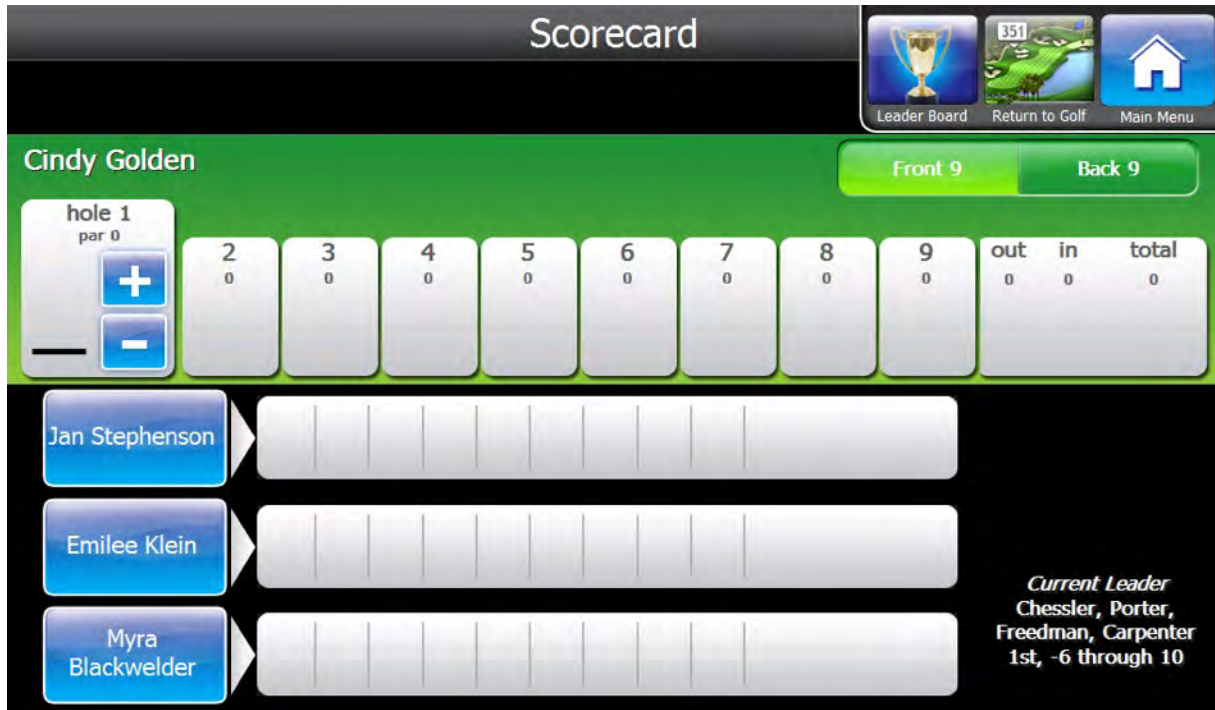 Scorecard
351
Leader Board Return to Golf Main Menu
Cindy Golden
Front 9 Back 9
hole 1
par 0
+
-
2 3 4 5 6 7 8 9 out in total
0 0 0 0 0 0 0 0 0 0 0
Jan Stephenson
Emilee Klein
Myra
Blackwelder
Current Leader
Chessler, Porter,
Freedman, Carpenter
1st, -6 through 10